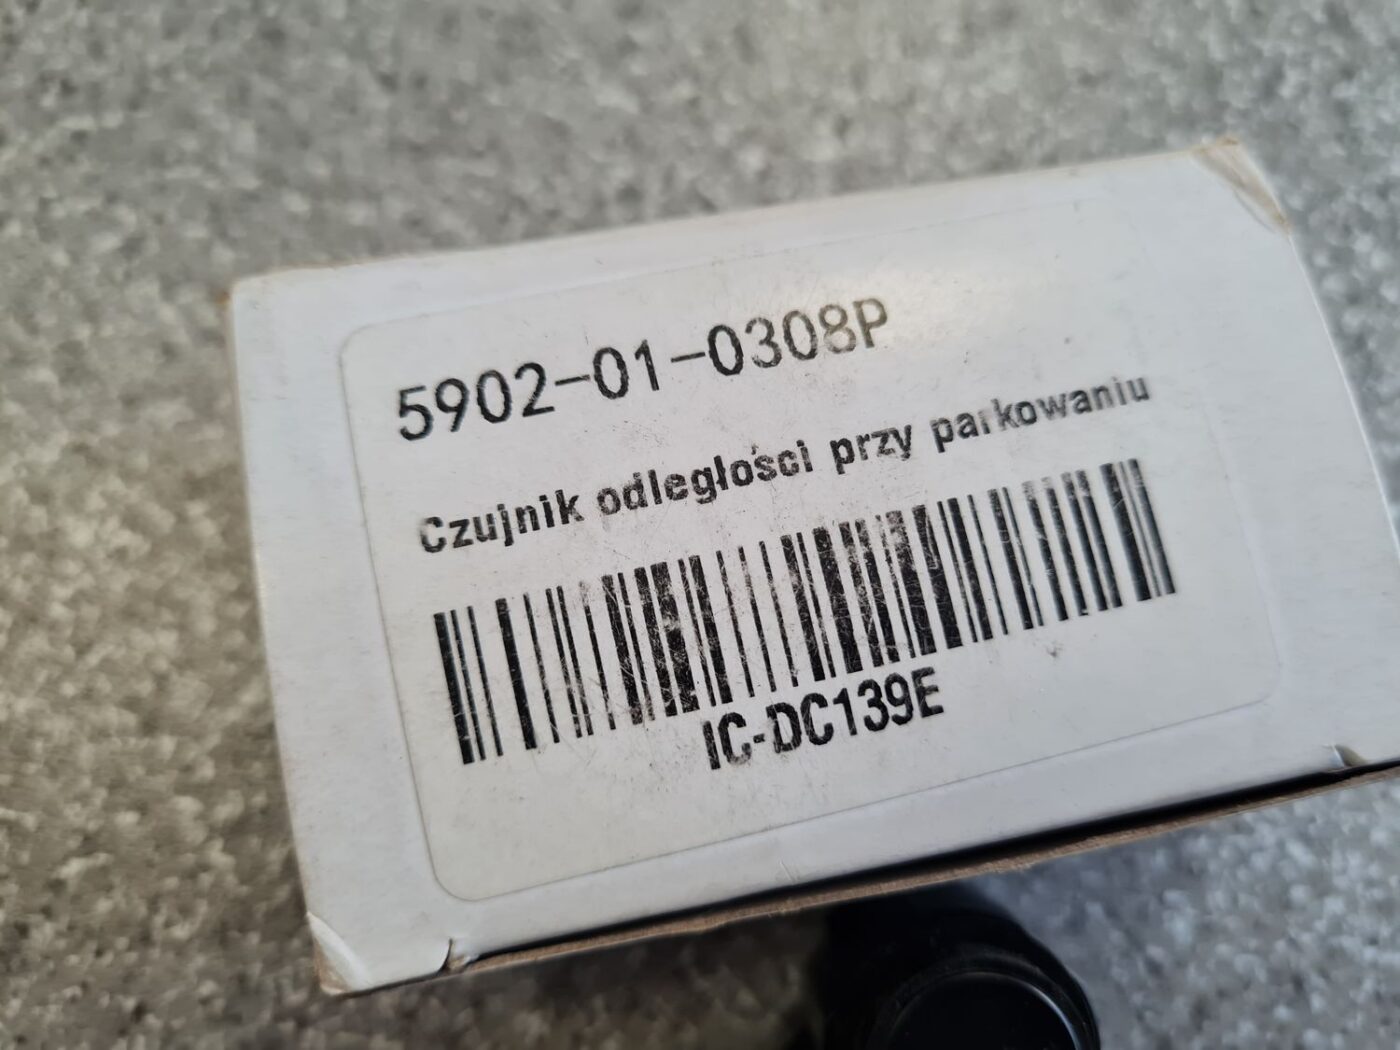 5902-01-0308P
Czujnik odległości przy parkowaniu
IC-DC139E